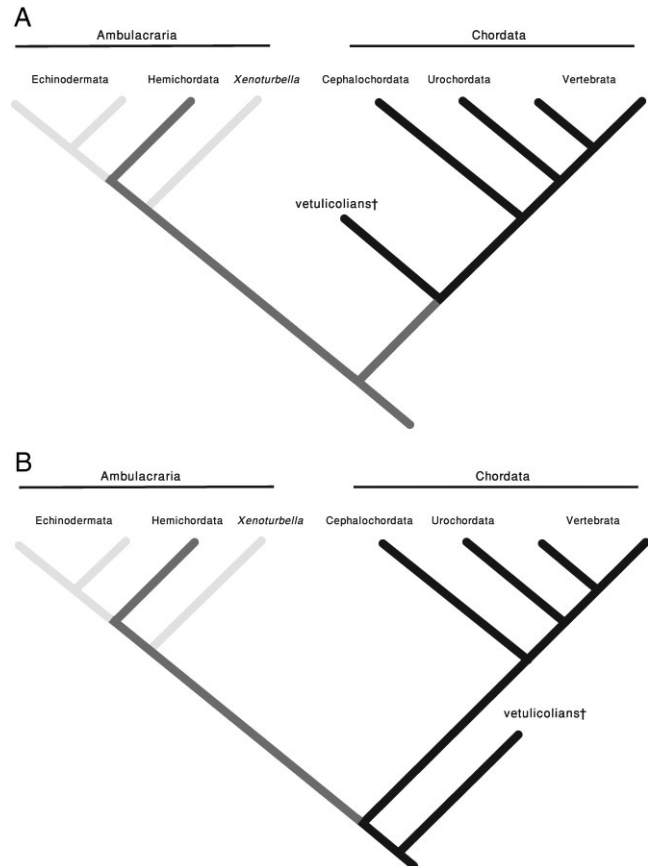 A
Ambulacraria Chordata
Echinodermata Hemichordata Xenoturbella Cephalochordata Urochordata Vertebrata
vetulicolians†
B
Ambulacraria Chordata
Echinodermata Hemichordata Xenoturbella Cephalochordata Urochordata Vertebrata
vetulicolians†